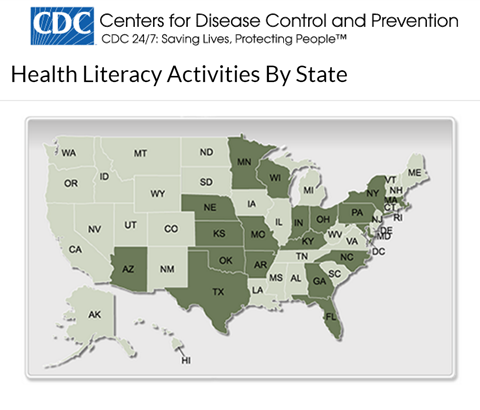 CDC Centers for Disease Control and Prevention
CDC 24/7: Saving Lives, Protecting People™
Health Literacy Activities By State
WA MT ND MN ME
VT
OR ID SD WI MI NY NH
MA
WY IA PA CT RI
NE NJ
NV UT CO IL IN OH DE
MD
CA KS MO WV VA DC
KY
AZ NM OK AR TN NC
SC
TX LA MS AL GA
FL
AK
HI